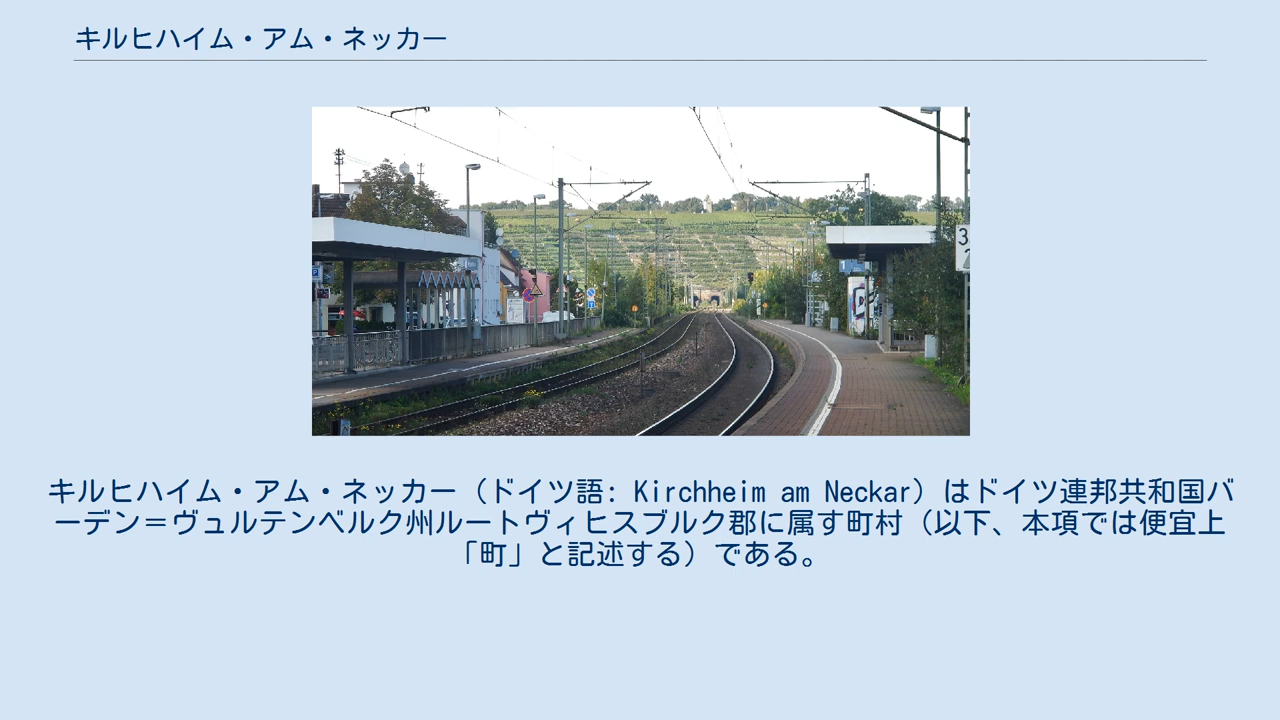 キルヒハイム・アム・ネッカー
キルヒハイム・アム・ネッカー（ドイツ語: Kirchheim am Neckar）はドイツ連邦共和国バ
ーデン＝ヴュルテンベルク州ルートヴィヒスブルク郡に属す町村（以下、本項では便宜上
「町」と記述する）である。